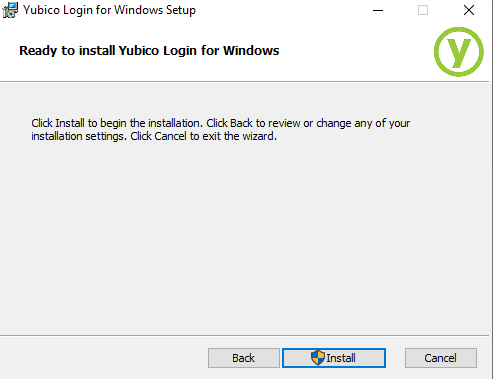 Yubico Login for Windows Setup
Ready to install Yubico Login for Windows
y
Click Install to begin the installation. Click Back to review or change any of your
installation settings. Click Cancel to exit the wizard.
Back
Install
Cancel